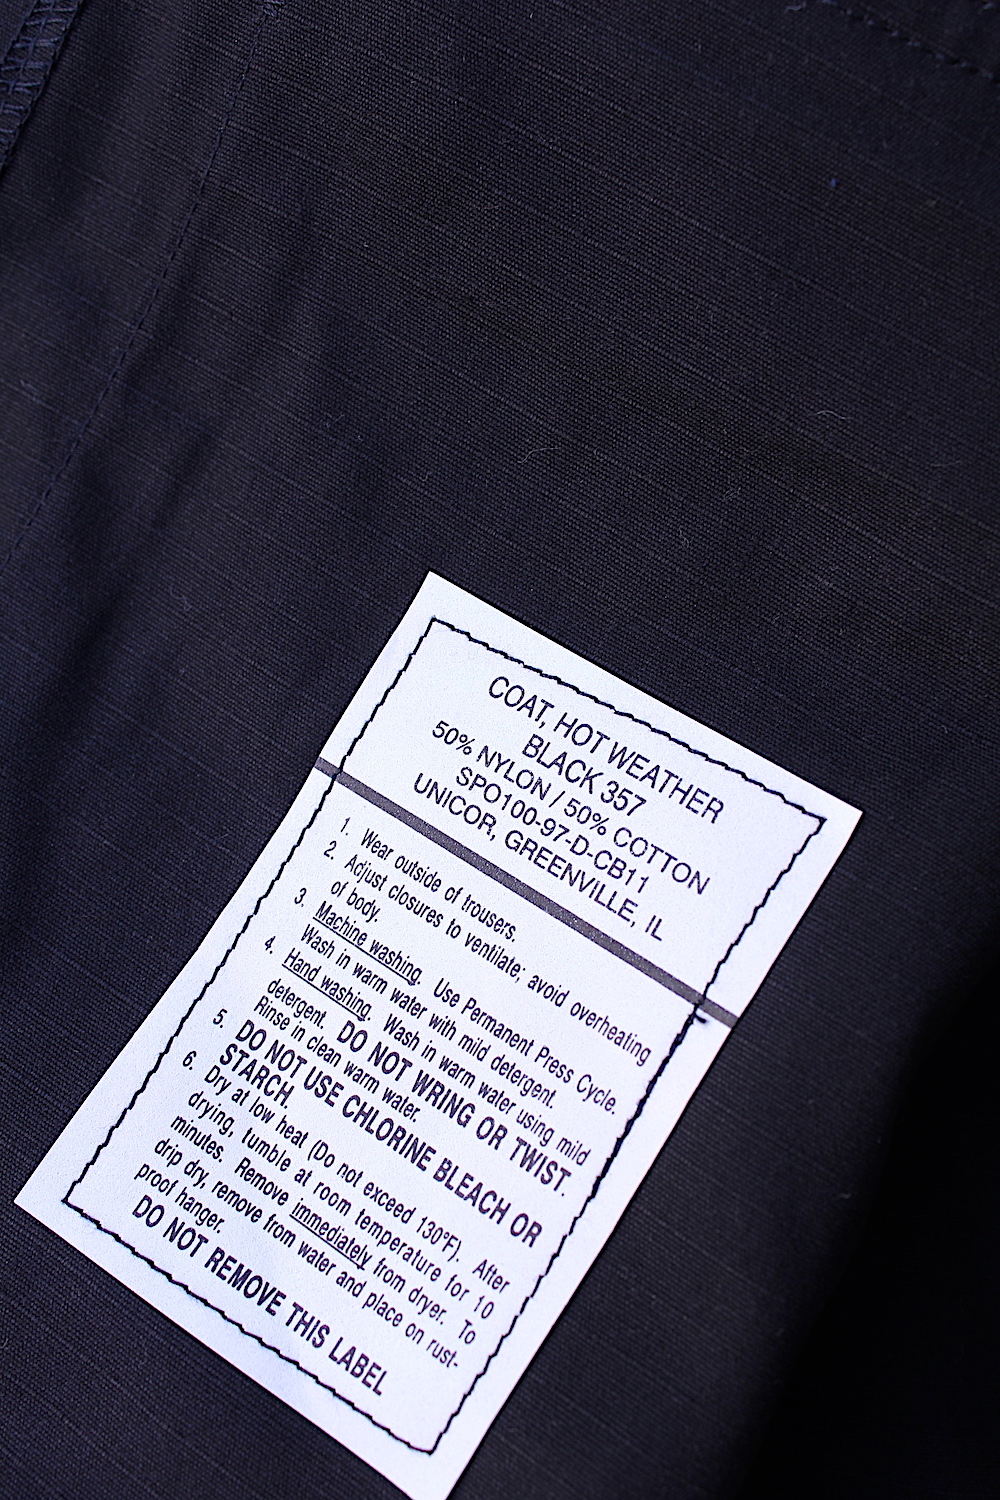 COAT, HOT WEATHER
BLACK 357
50% NYLON / 50% COTTON
SPO100-97-D-CB11
UNICOR, GREENVILLE, IL
1. Wear outside of trousers.
2. Adjust closures to ventilate; avoid overheating
of body.
3. Machine washing. Use Permanent Press Cycle.
Wash in warm water with mild detergent.
4. Hand washing. Wash in warm water using mild
detergent. DO NOT WRING OR TWIST.
Rinse in clean warm water.
5. DO NOT USE CHLORINE BLEACH OR
STARCH.
6. Dry at low heat (Do not exceed 130°F). After
drying, tumble at room temperature for 10
minutes. Remove immediately from dryer. To
drip dry, remove from water and place on rust-
proof hanger.
DO NOT REMOVE THIS LABEL